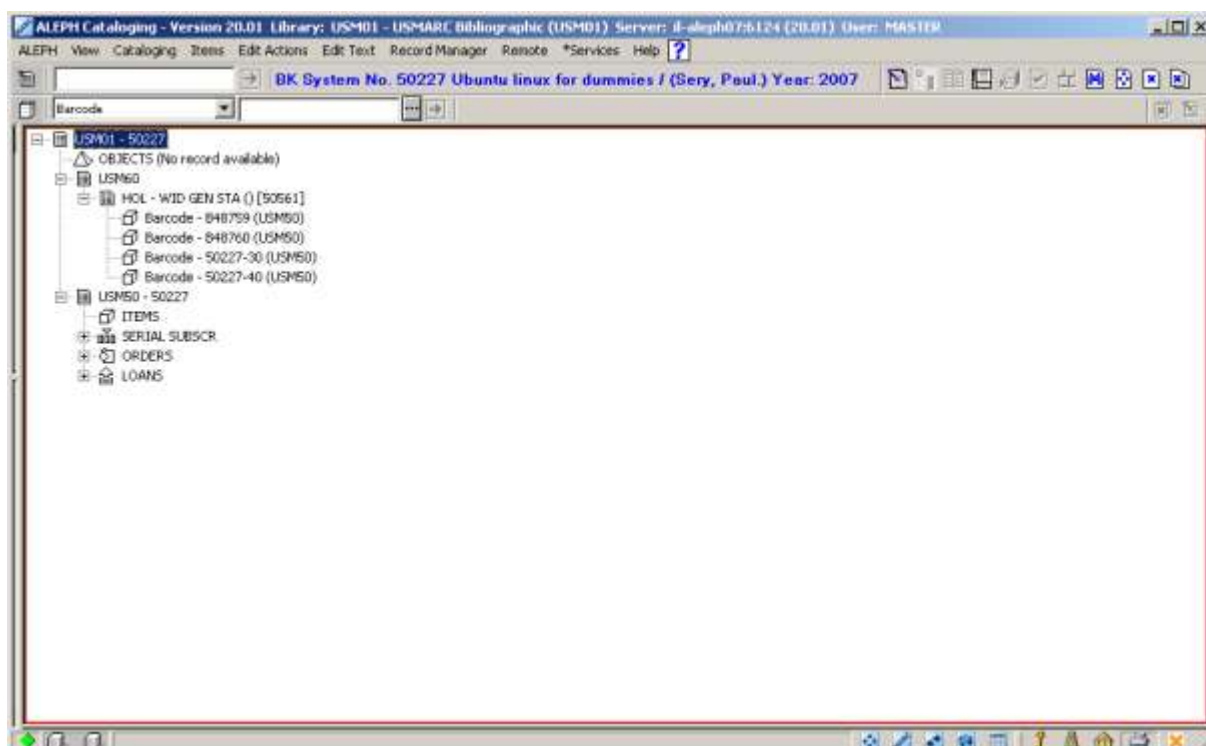 ALEPH Cataloging - Version 20.01 Library: USM01 - USMARC Bibliographic (USM01) Server: il-aleph07:6124 (20.01) User: MASTER
ALEPH View Cataloging Items Edit Actions Edit Text Record Manager Remote *Services Help ?
BK System No. 50227 Ubuntu linux for dummies / (Sery, Paul.) Year: 2007
Barcode
USM01 - 50227
OBJECTS (No record available)
USM60
HOL - WID GEN STA () [50561]
Barcode - 848759 (USM50)
Barcode - 848760 (USM50)
Barcode - 50227-30 (USM50)
Barcode - 50227-40 (USM50)
USM50 - 50227
ITEMS
SERIAL SUBSCR
ORDERS
LOANS